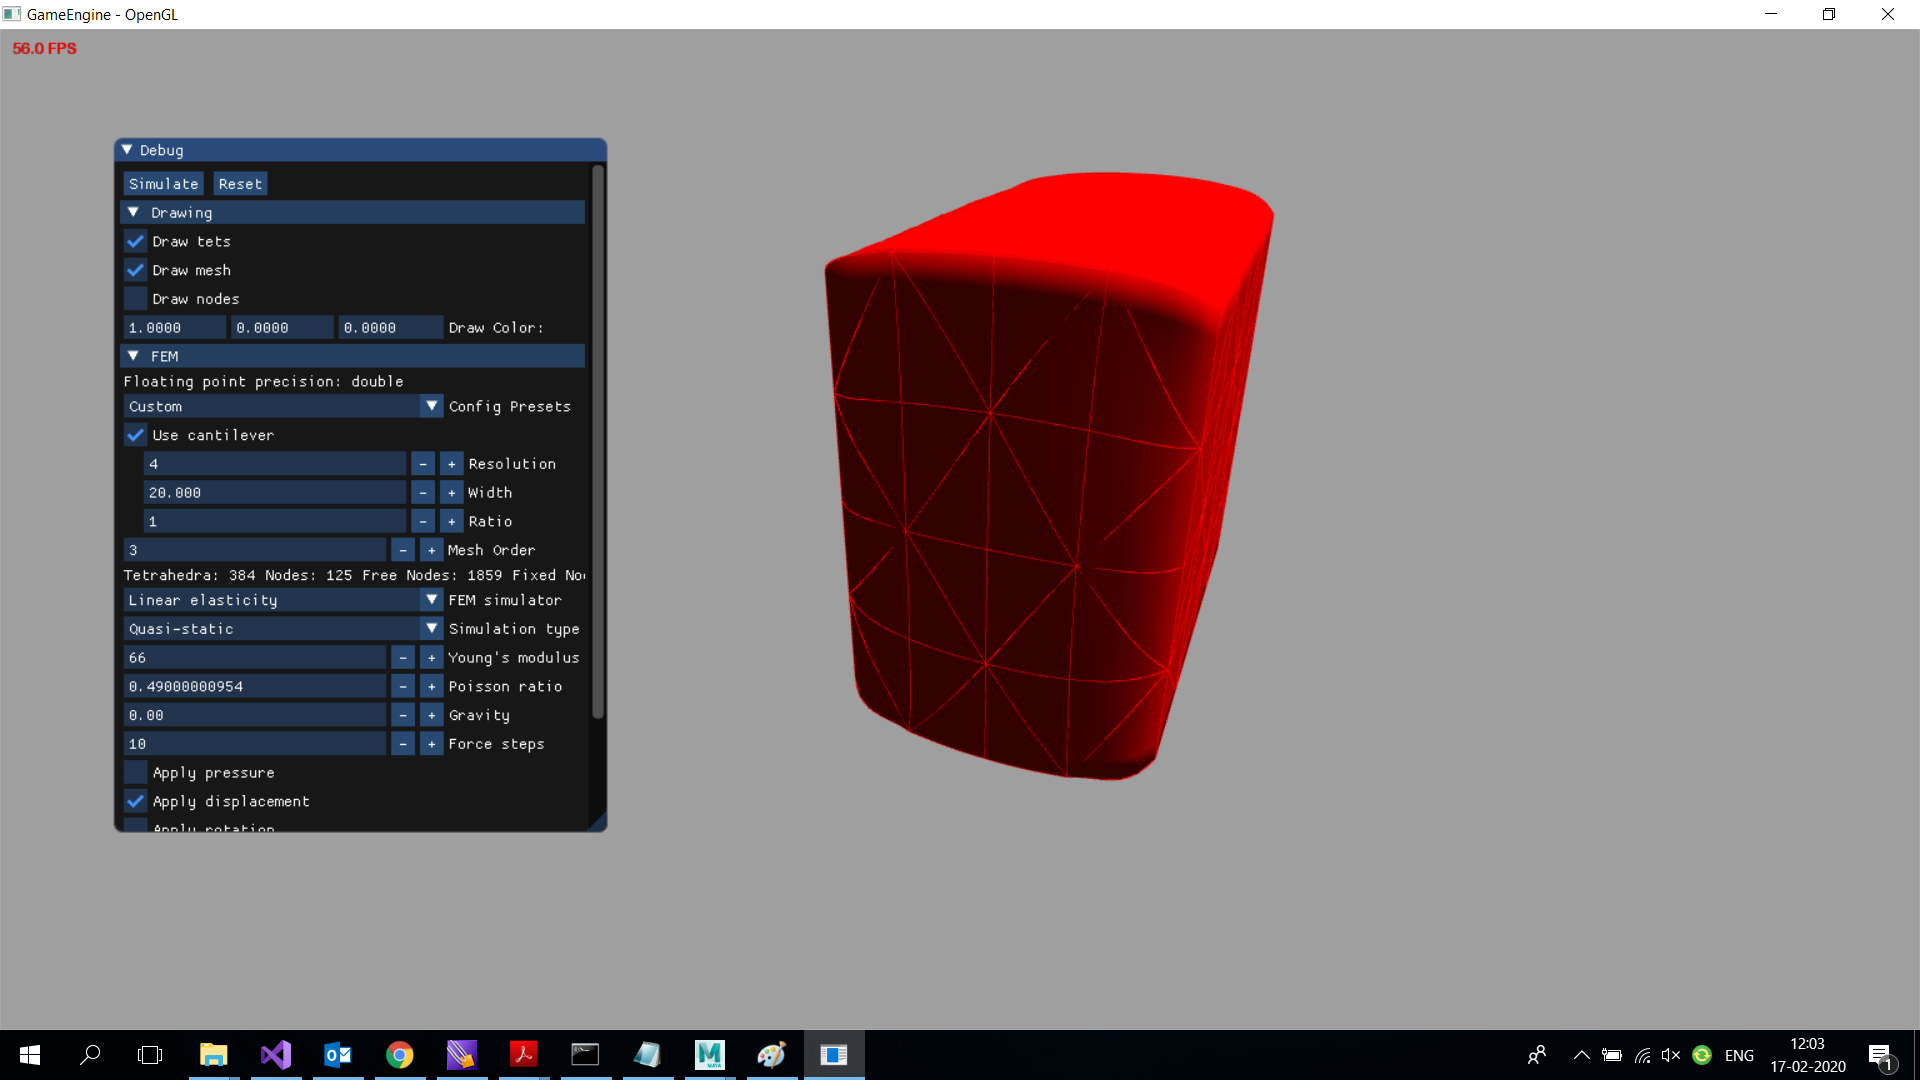 GameEngine - OpenGL
56.0 FPS
Debug
Simulate Reset
Drawing
Draw tets
Draw mesh
Draw nodes
1.0000 0.0000 0.0000 Draw Color:
FEM
Floating point precision: double
Custom Config Presets
Use cantilever
4 - + Resolution
20.000 - + Width
1 - + Ratio
3 - + Mesh Order
Tetrahedra: 384 Nodes: 125 Free Nodes: 1859 Fixed No
Linear elasticity FEM simulator
Quasi-static Simulation type
66 - + Young's modulus
0.49000000954 - + Poisson ratio
0.00 - + Gravity
10 - + Force steps
Apply pressure
Apply displacement
Apply rotation
ENG
12:03
17-02-2020
1